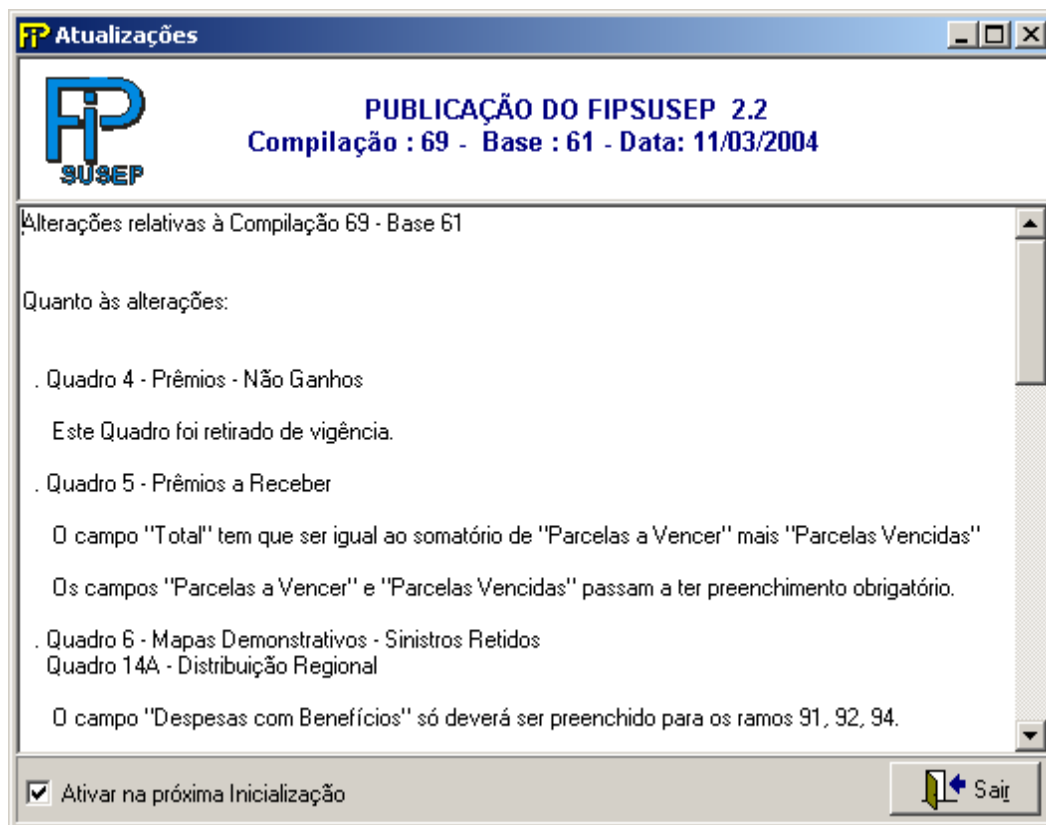 FiP Atualizações
FiP
SUSEP
PUBLICAÇÃO DO FIPSUSEP 2.2
Compilação : 69 - Base : 61 - Data: 11/03/2004
Alterações relativas à Compilação 69 - Base 61
Quanto às alterações:
. Quadro 4 - Prêmios - Não Ganhos
Este Quadro foi retirado de vigência.
. Quadro 5 - Prêmios a Receber
O campo "Total" tem que ser igual ao somatório de "Parcelas a Vencer" mais "Parcelas Vencidas"
Os campos "Parcelas a Vencer" e "Parcelas Vencidas" passam a ter preenchimento obrigatório.
. Quadro 6 - Mapas Demonstrativos - Sinistros Retidos
Quadro 14A - Distribuição Regional
O campo "Despesas com Benefícios" só deverá ser preenchido para os ramos 91, 92, 94.
Ativar na próxima Inicialização
Sair